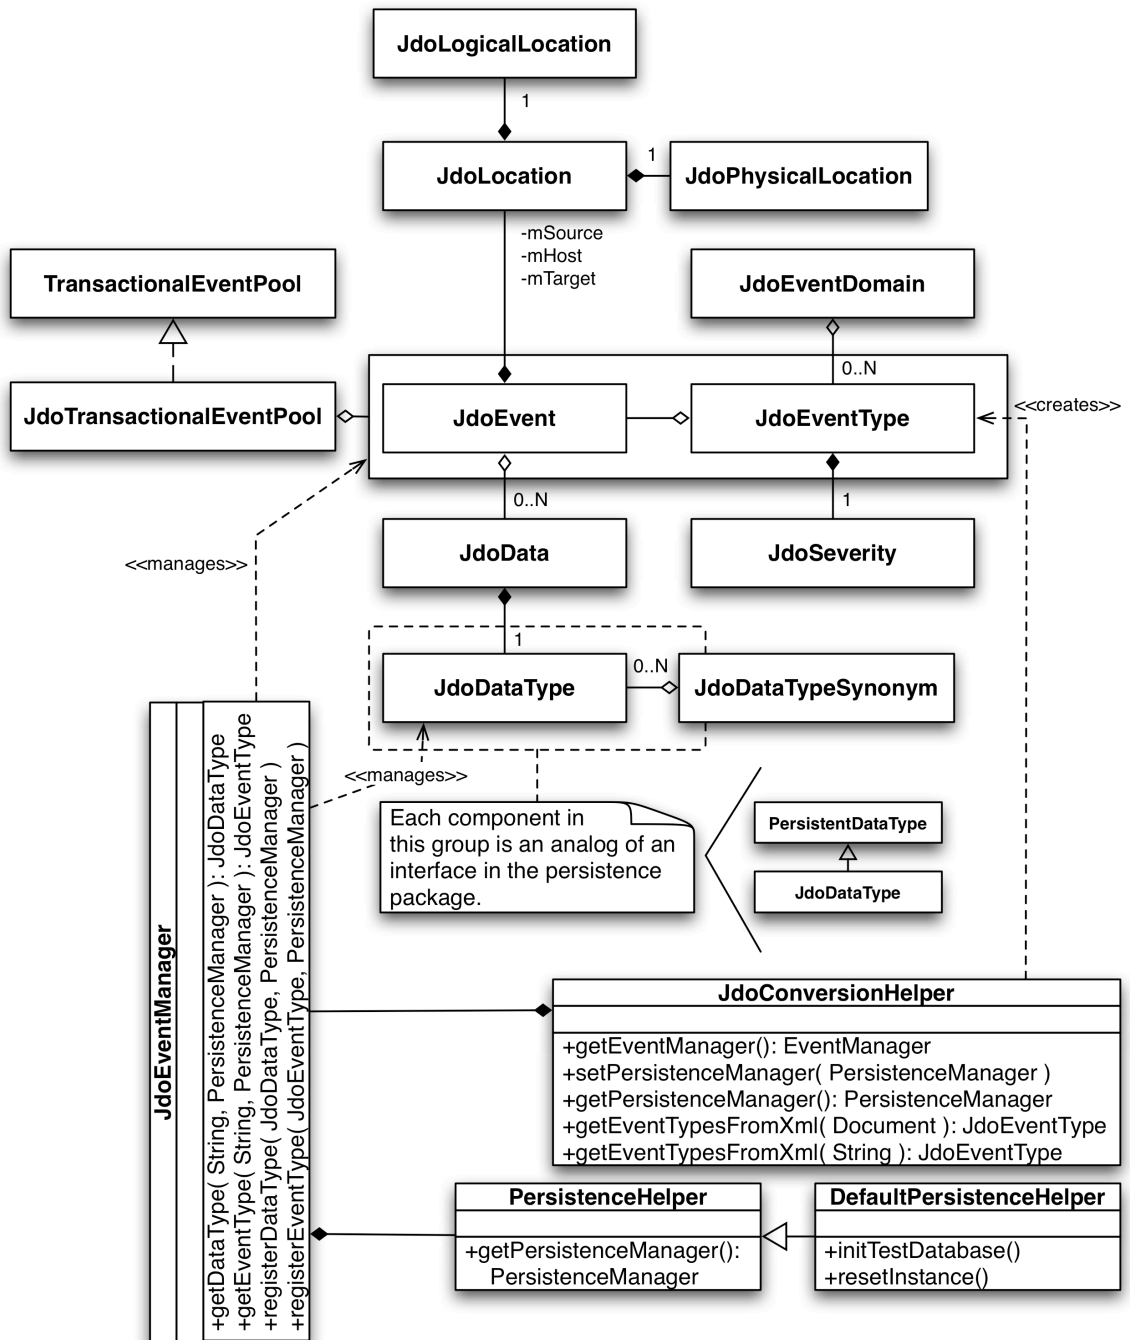 JdoLogicalLocation
1
JdoLocation
1
JdoPhysicalLocation
-mSource
-mHost
-mTarget
TransactionalEventPool
JdoEventDomain
0..N
JdoTransactionalEventPool
JdoEvent
JdoEventType
<<creates>>
0..N
1
<<manages>>
JdoData
JdoSeverity
1
JdoDataType
0..N
JdoDataTypeSynonym
<<manages>>
Each component in
this group is an analog of an
interface in the persistence
package.
PersistentDataType
JdoDataType
JdoEventManager
+getDataType( String, PersistenceManager ): JdoDataType
+getEventType( String, PersistenceManager ): JdoEventType
+registerDataType( JdoDataType, PersistenceManager )
+registerEventType( JdoEventType, PersistenceManager )
JdoConversionHelper
+getEventManager(): EventManager
+setPersistenceManager( PersistenceManager )
+getPersistenceManager(): PersistenceManager
+getEventTypesFromXml( Document ): JdoEventType
+getEventTypesFromXml( String ): JdoEventType
PersistenceHelper
+getPersistenceManager():
PersistenceManager
DefaultPersistenceHelper
+initTestDatabase()
+resetInstance()